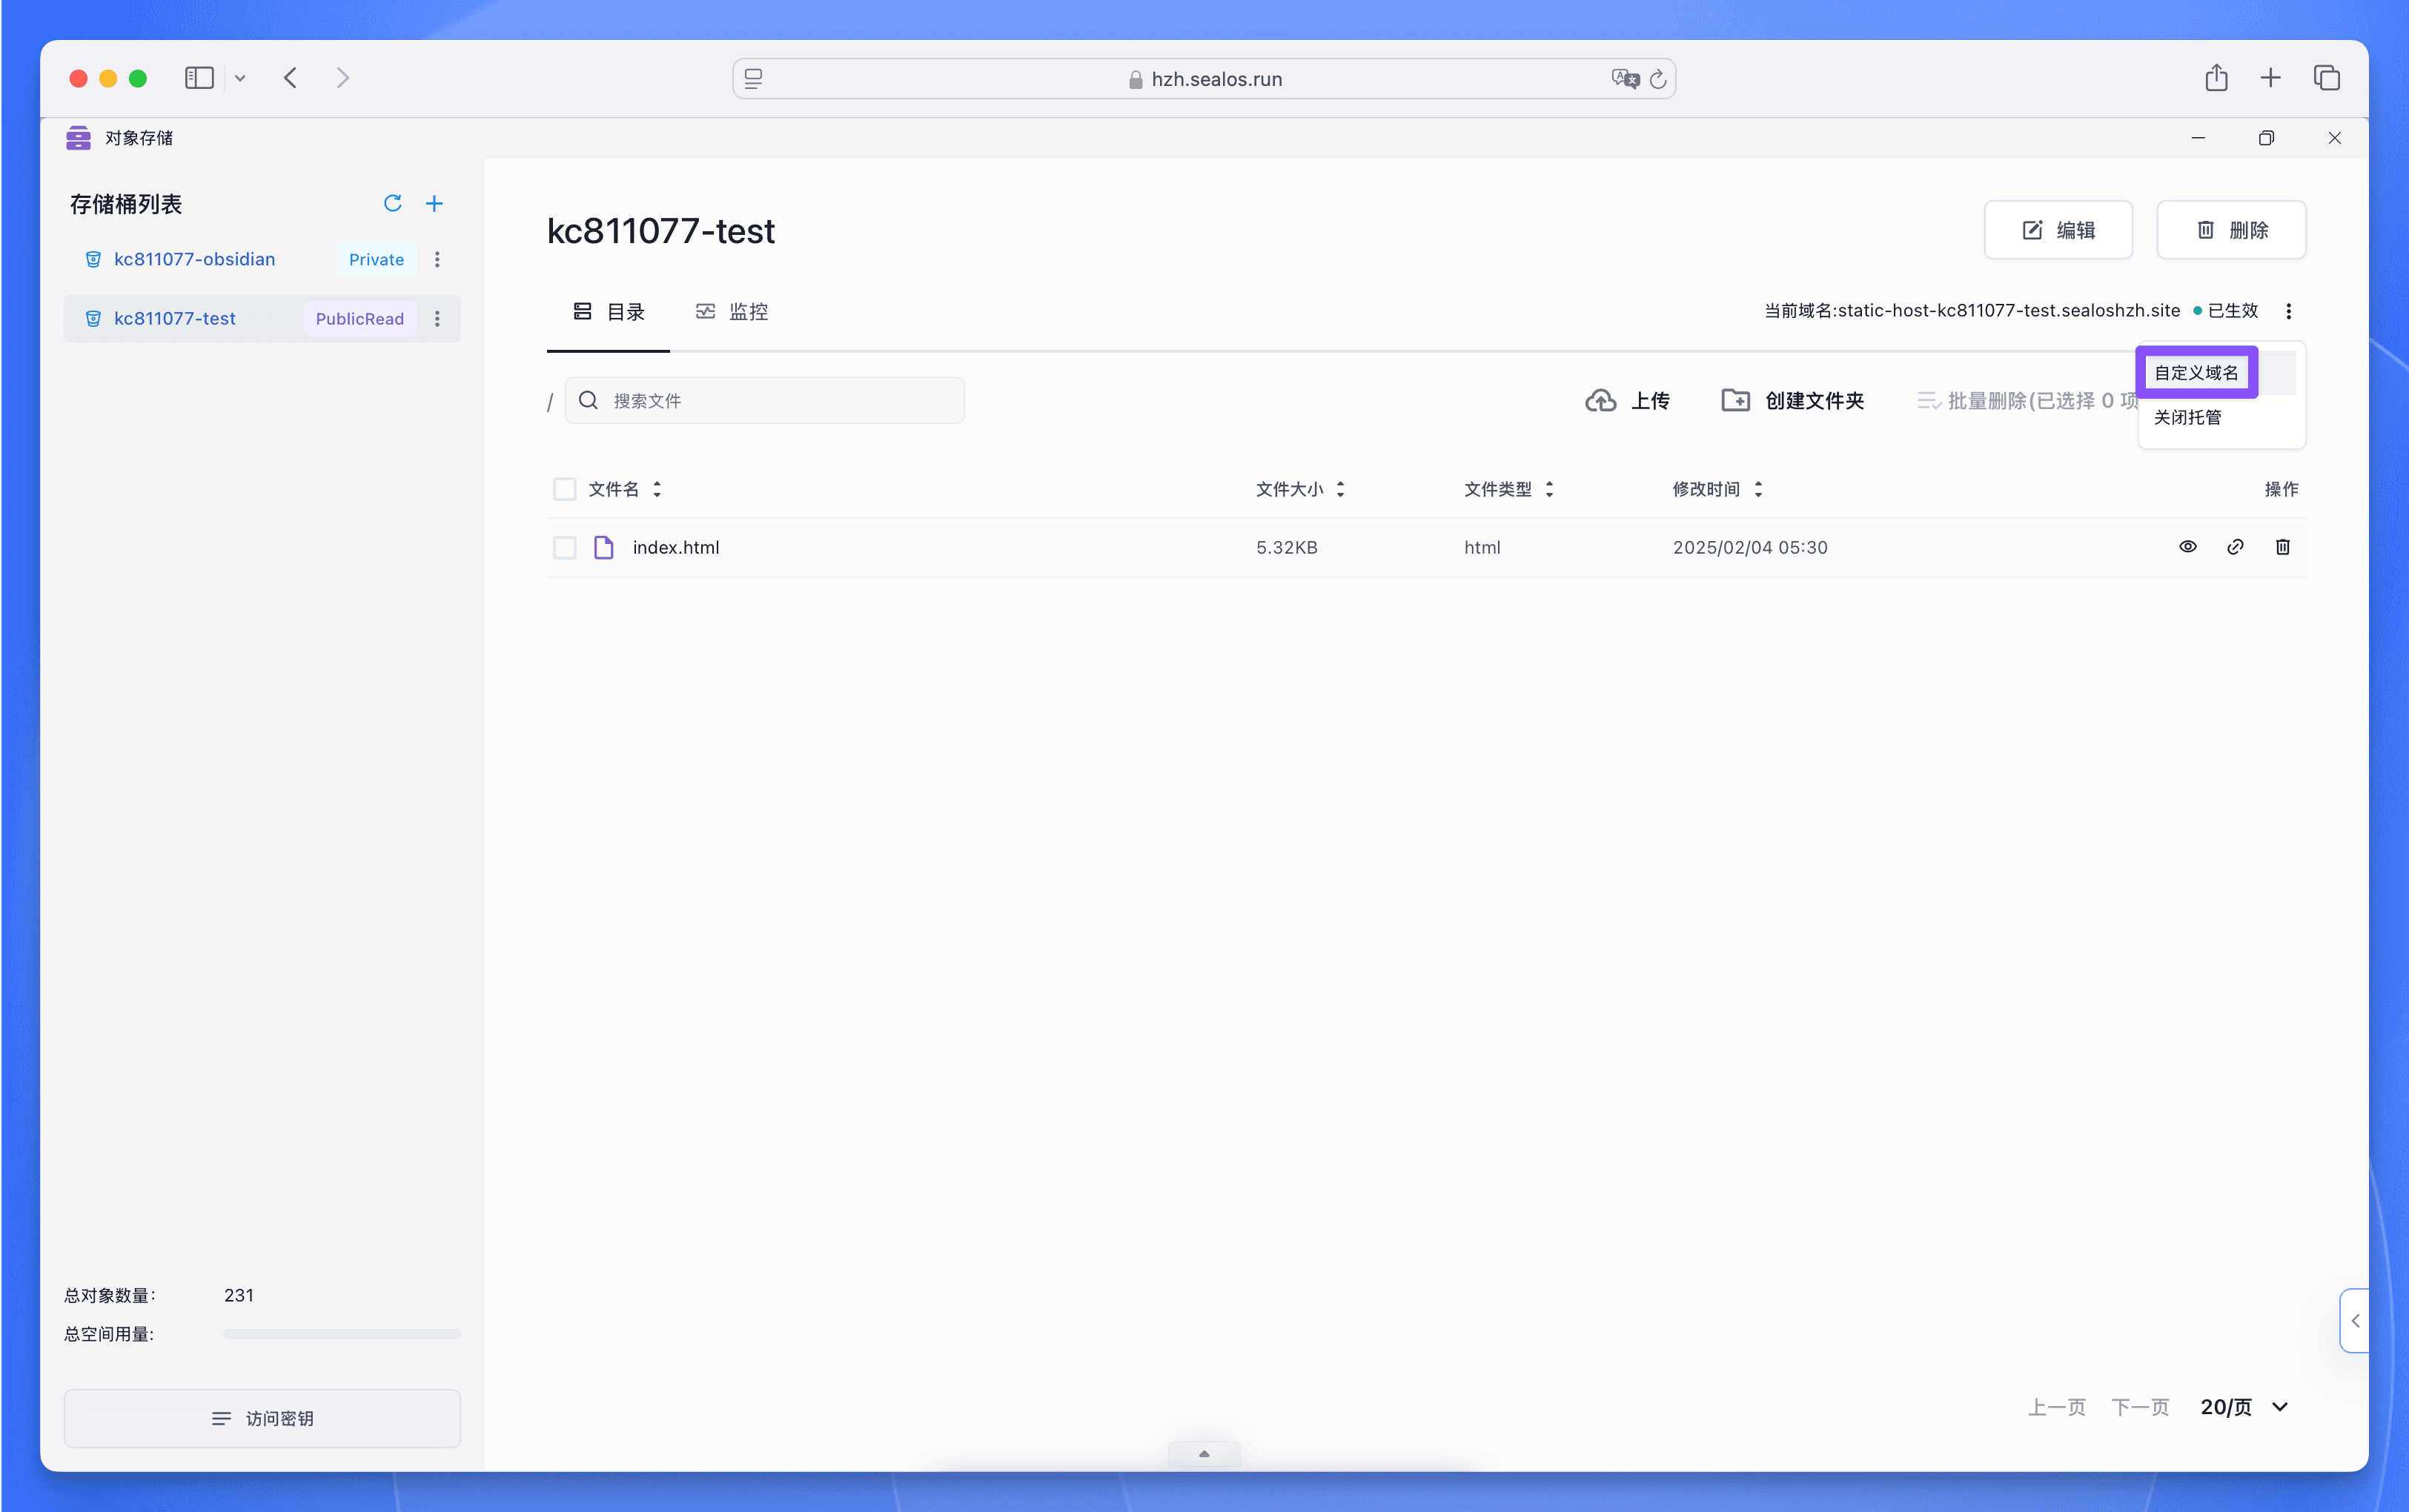 hzh.sealos.run
对象存储
存储桶列表
kc811077-obsidian Private
kc811077-test PublicRead
总对象数量: 231
总空间用量:
访问密钥
kc811077-test
编辑 删除
目录 监控 当前域名:static-host-kc811077-test.sealoshzh.site 已生效
自定义域名
关闭托管
/ 搜索文件 上传 创建文件夹 批量删除(已选择 0 项
文件名 文件大小 文件类型 修改时间 操作
index.html 5.32KB html 2025/02/04 05:30
上一页 下一页 20/页